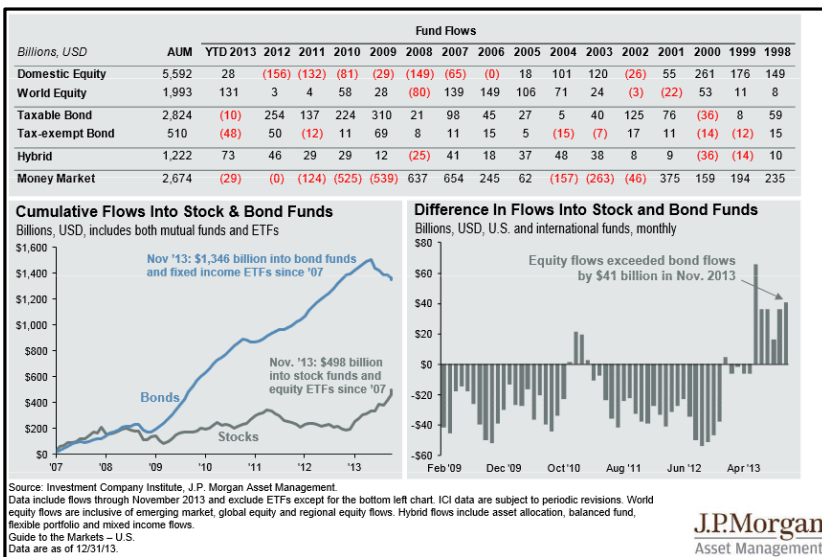 Fund Flows
Billions, USD AUM YTD 2013 2012 2011 2010 2009 2008 2007 2006 2005 2004 2003 2002 2001 2000 1999 1998
Domestic Equity 5,592 28 (156) (132) (81) (29) (149) (65) (0) 18 101 120 (26) 55 261 176 149
World Equity 1,993 131 3 4 58 28 (80) 139 149 106 71 24 (3) (22) 53 11 8
Taxable Bond 2,824 (10) 254 137 224 310 21 98 45 27 5 40 125 76 (36) 8 59
Tax-exempt Bond 510 (48) 50 (12) 11 69 8 11 15 5 (15) (7) 17 11 (14) (12) 15
Hybrid 1,222 73 46 29 29 12 (25) 41 18 37 48 38 8 9 (36) (14) 10
Money Market 2,674 (29) (0) (124) (525) (539) 637 654 245 62 (157) (263) (46) 375 159 194 235
Cumulative Flows Into Stock & Bond Funds
Billions, USD, includes both mutual funds and ETFs
$1,600
$1,400
$1,200
$1,000
$800
$600
$400
$200
$0
Nov '13: $1,346 billion into bond funds
and fixed income ETFs since '07
Nov. '13: $498 billion
into stock funds and
equity ETFs since '07
Bonds
Stocks
'07 '08 '09 '10 '11 '12 '13
Difference In Flows Into Stock and Bond Funds
Billions, USD, U.S. and international funds, monthly
$80
$60
$40
$20
$0
-$20
-$40
-$60
Equity flows exceeded bond flows
by $41 billion in Nov. 2013
Feb'09 Dec '09 Oct'10 Aug '11 Jun '12 Apr '13
Source: Investment Company Institute, J.P. Morgan Asset Management.
Data include flows through November 2013 and exclude ETFs except for the bottom left chart. ICI data are subject to periodic revisions. World
equity flows are inclusive of emerging market, global equity and regional equity flows. Hybrid flows include asset allocation, balanced fund,
flexible portfolio and mixed income flows.
Guide to the Markets – U.S.
Data are as of 12/31/13.
J.P.Morgan
Asset Management